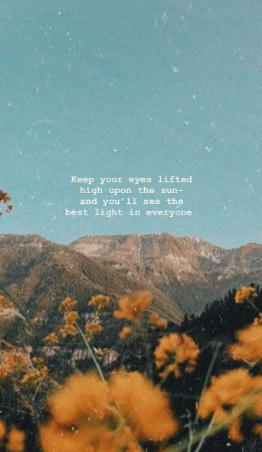 Keep your eyes lifted
high upon the sun-
and you'll see the
best light in everyone.